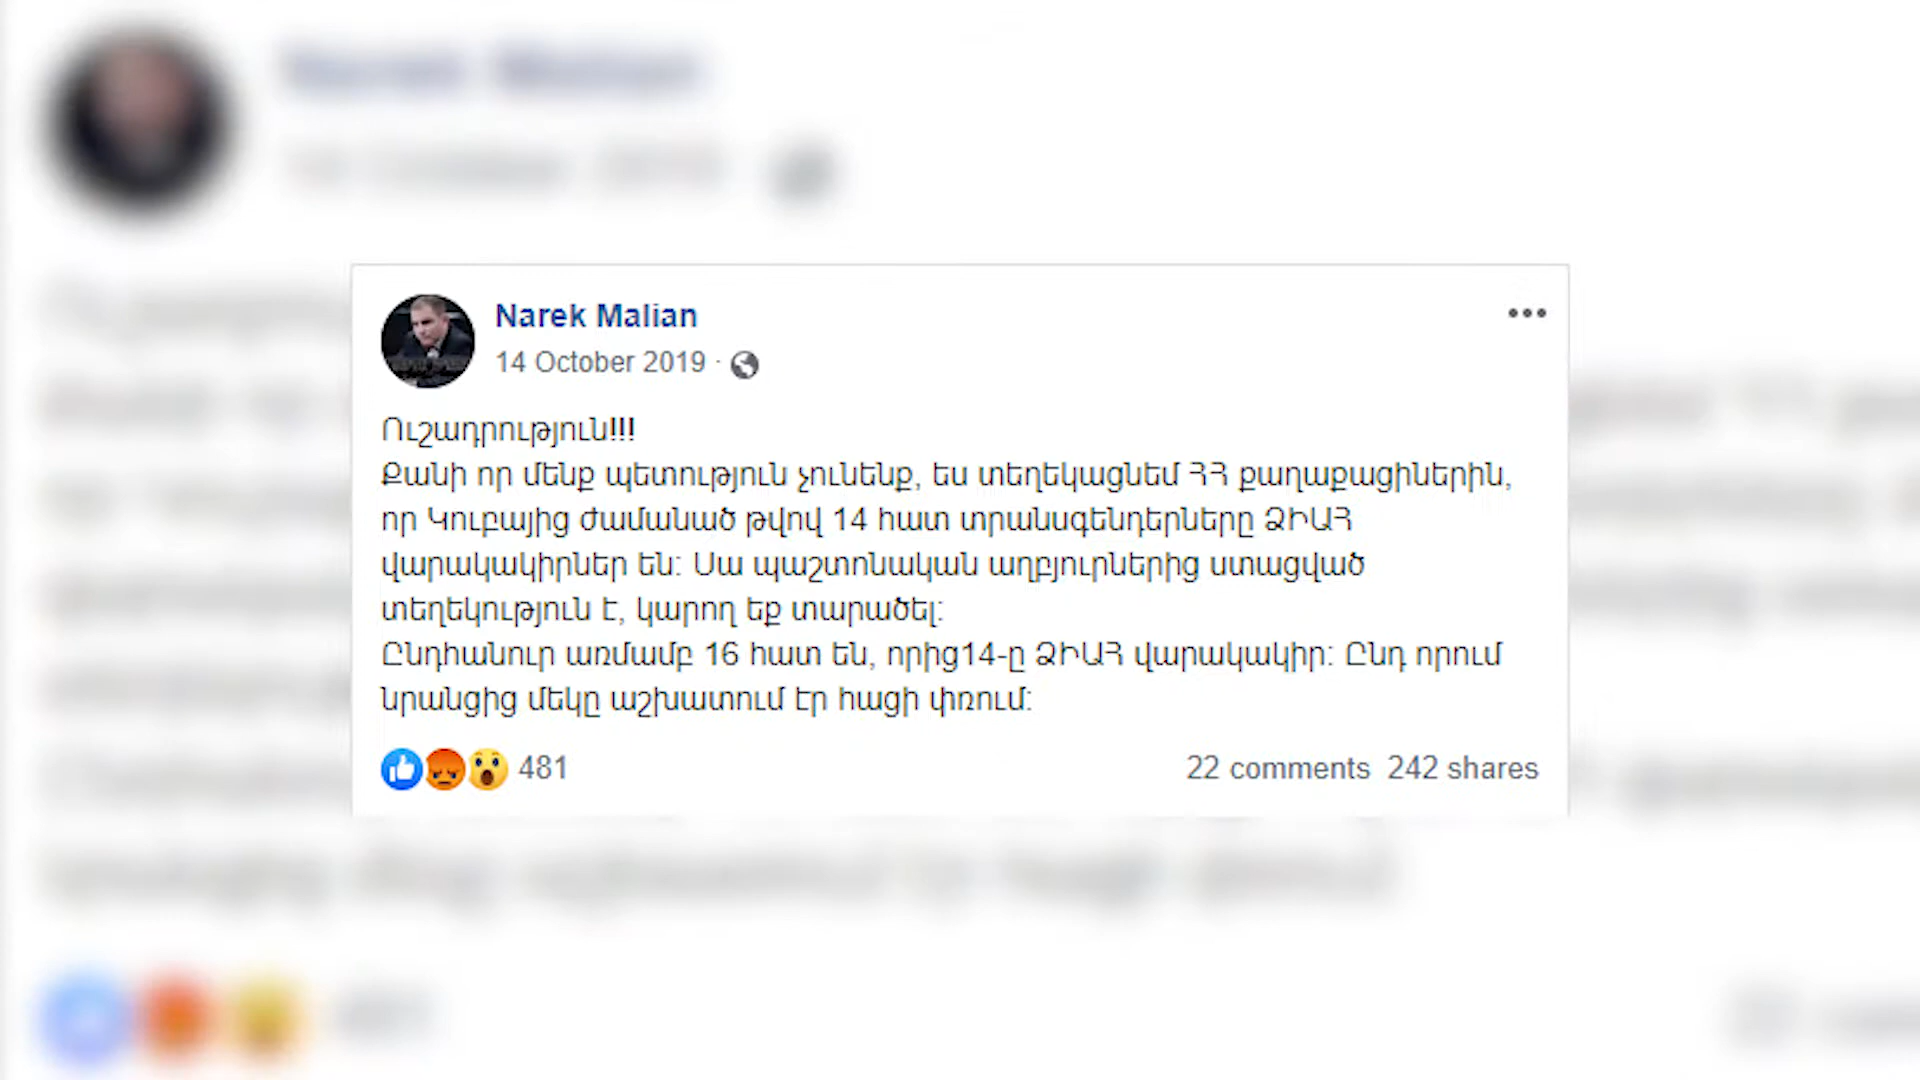 Narek Malian
14 October 2019 ·
Ուշադրություն!!!
Քանի որ մենք պետություն չունենք, ես տեղեկացնեմ ՀՀ քաղաքացիներին,
որ Կուբայից ժամանած թվով 14 հատ տրանսգենդերները ՁԻԱՀ
վարակակիրներ են: Սա պաշտոնական աղբյուրներից ստացված
տեղեկություն է, կարող եք տարածել:
Ընդհանուր առմամբ 16 հատ են, որից14-ը ՁԻԱՀ վարակակիր: Ընդ որում
նրանցից մեկը աշխատում էր հացի փռում:
481
22 comments 242 shares